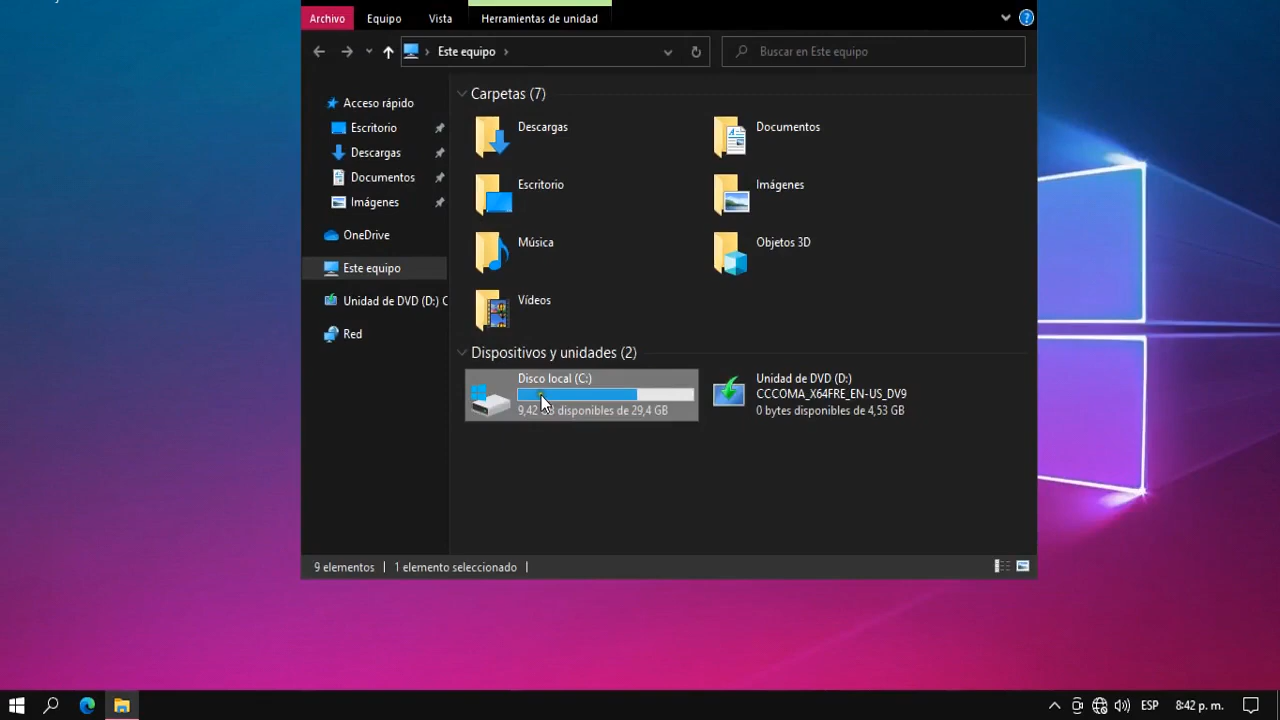 Archivo Equipo Vista Herramientas de unidad
Este equipo
Buscar en Este equipo
Acceso rápido
Escritorio
Descargas
Documentos
Imágenes
OneDrive
Este equipo
Unidad de DVD (D:) C
Red
Carpetas (7)
Descargas
Documentos
Escritorio
Imágenes
Música
Objetos 3D
Vídeos
Dispositivos y unidades (2)
Disco local (C:)
9,42 disponibles de 29,4 GB
Unidad de DVD (D:)
CCCOMA_X64FRE_EN-US_DV9
0 bytes disponibles de 4,53 GB
9 elementos 1 elemento seleccionado
ESP 8:42 p. m.